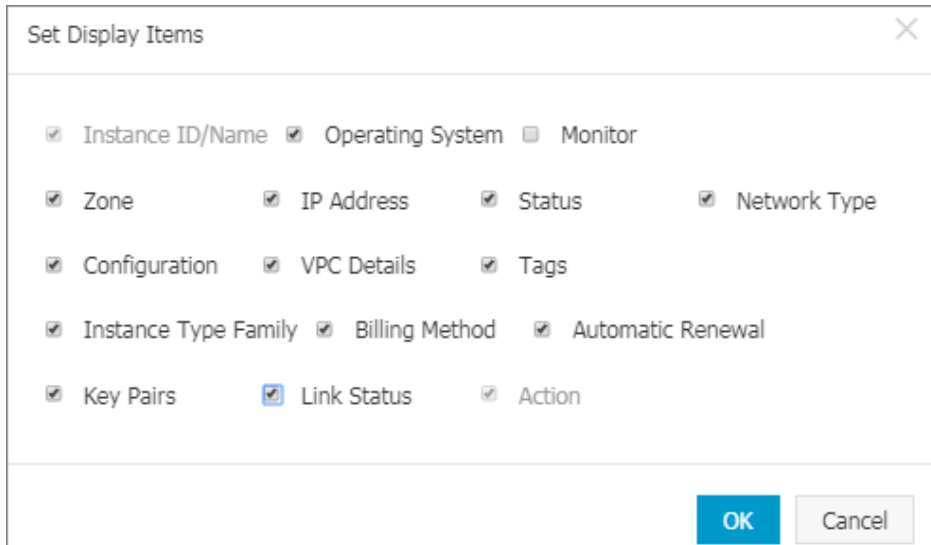 Set Display Items
Instance ID/Name Operating System Monitor
Zone IP Address Status Network Type
Configuration VPC Details Tags
Instance Type Family Billing Method Automatic Renewal
Key Pairs Link Status Action
OK Cancel